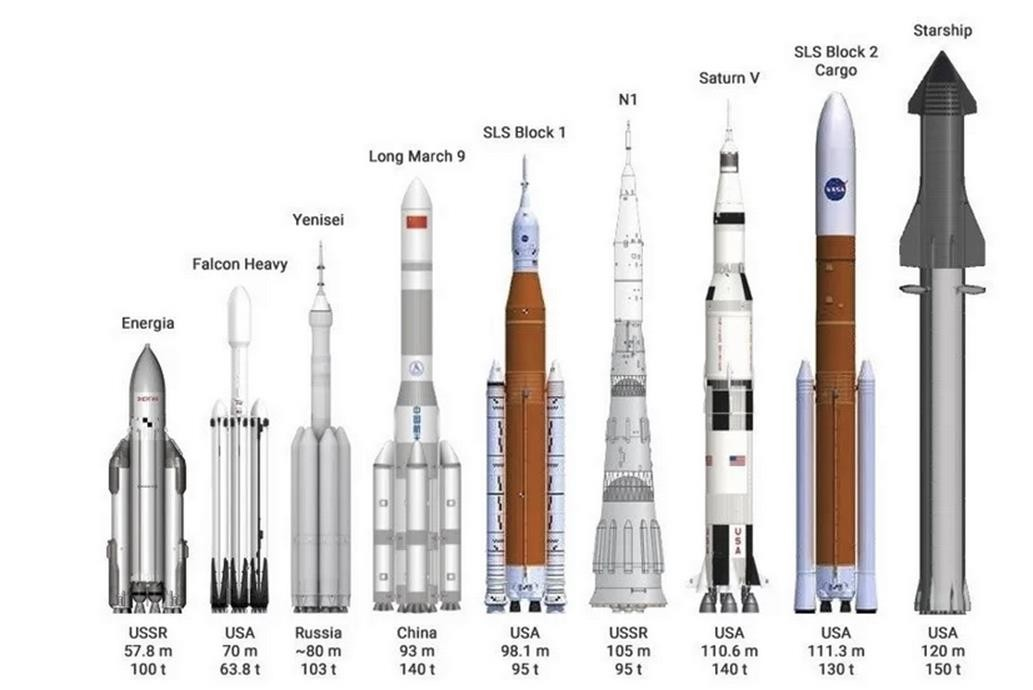 Starship
SLS Block 2
Cargo
Saturn V
N1
SLS Block 1
Long March 9
Yenisei
Falcon Heavy
Energia
NASA
USA
USSR
57.8 m
100 t
USA
70 m
63.8 t
Russia
~80 m
103 t
China
93 m
140 t
USA
98.1 m
95 t
USSR
105 m
95 t
USA
110.6 m
140 t
USA
111.3 m
130 t
USA
120 m
150 t